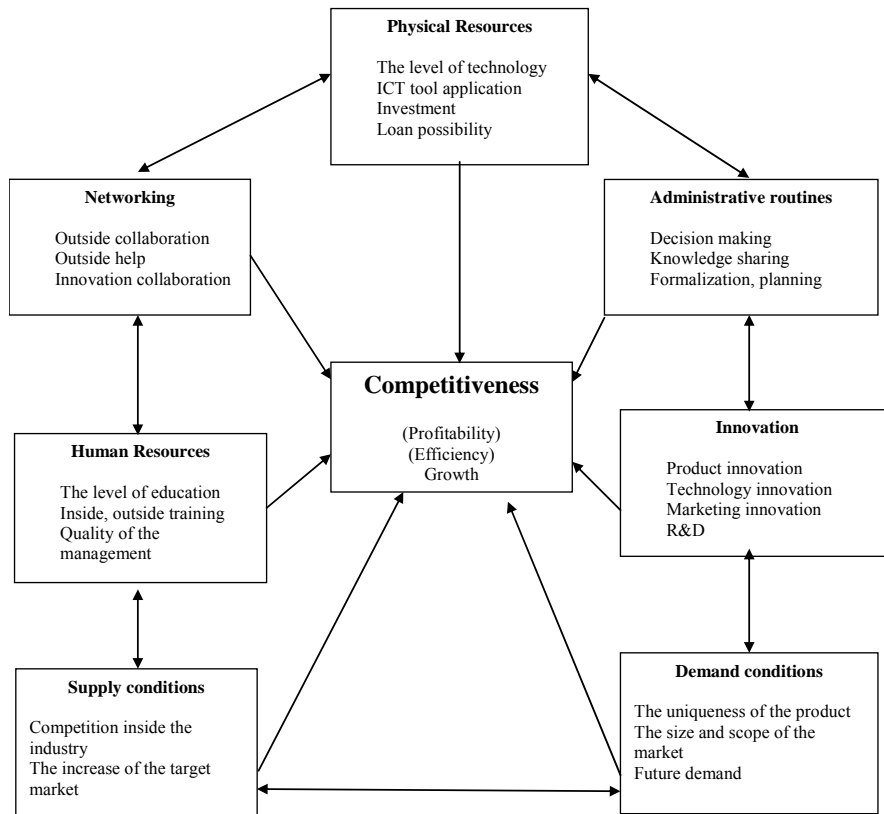 Physical Resources
The level of technology
ICT tool application
Investment
Loan possibility
Networking
Outside collaboration
Outside help
Innovation collaboration
Administrative routines
Decision making
Knowledge sharing
Formalization, planning
Competitiveness
(Profitability)
(Efficiency)
Growth
Human Resources
The level of education
Inside, outside training
Quality of the
management
Innovation
Product innovation
Technology innovation
Marketing innovation
R&D
Supply conditions
Competition inside the
industry
The increase of the target
market
Demand conditions
The uniqueness of the product
The size and scope of the
market
Future demand